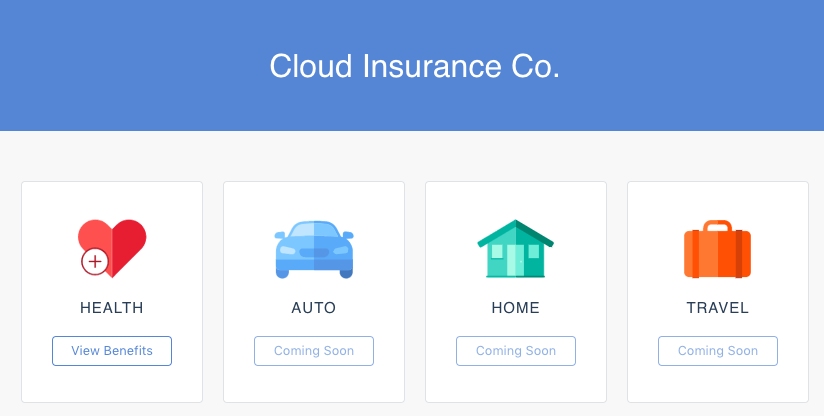 Cloud Insurance Co.
HEALTH
AUTO
HOME
TRAVEL
View Benefits
Coming Soon
Coming Soon
Coming Soon